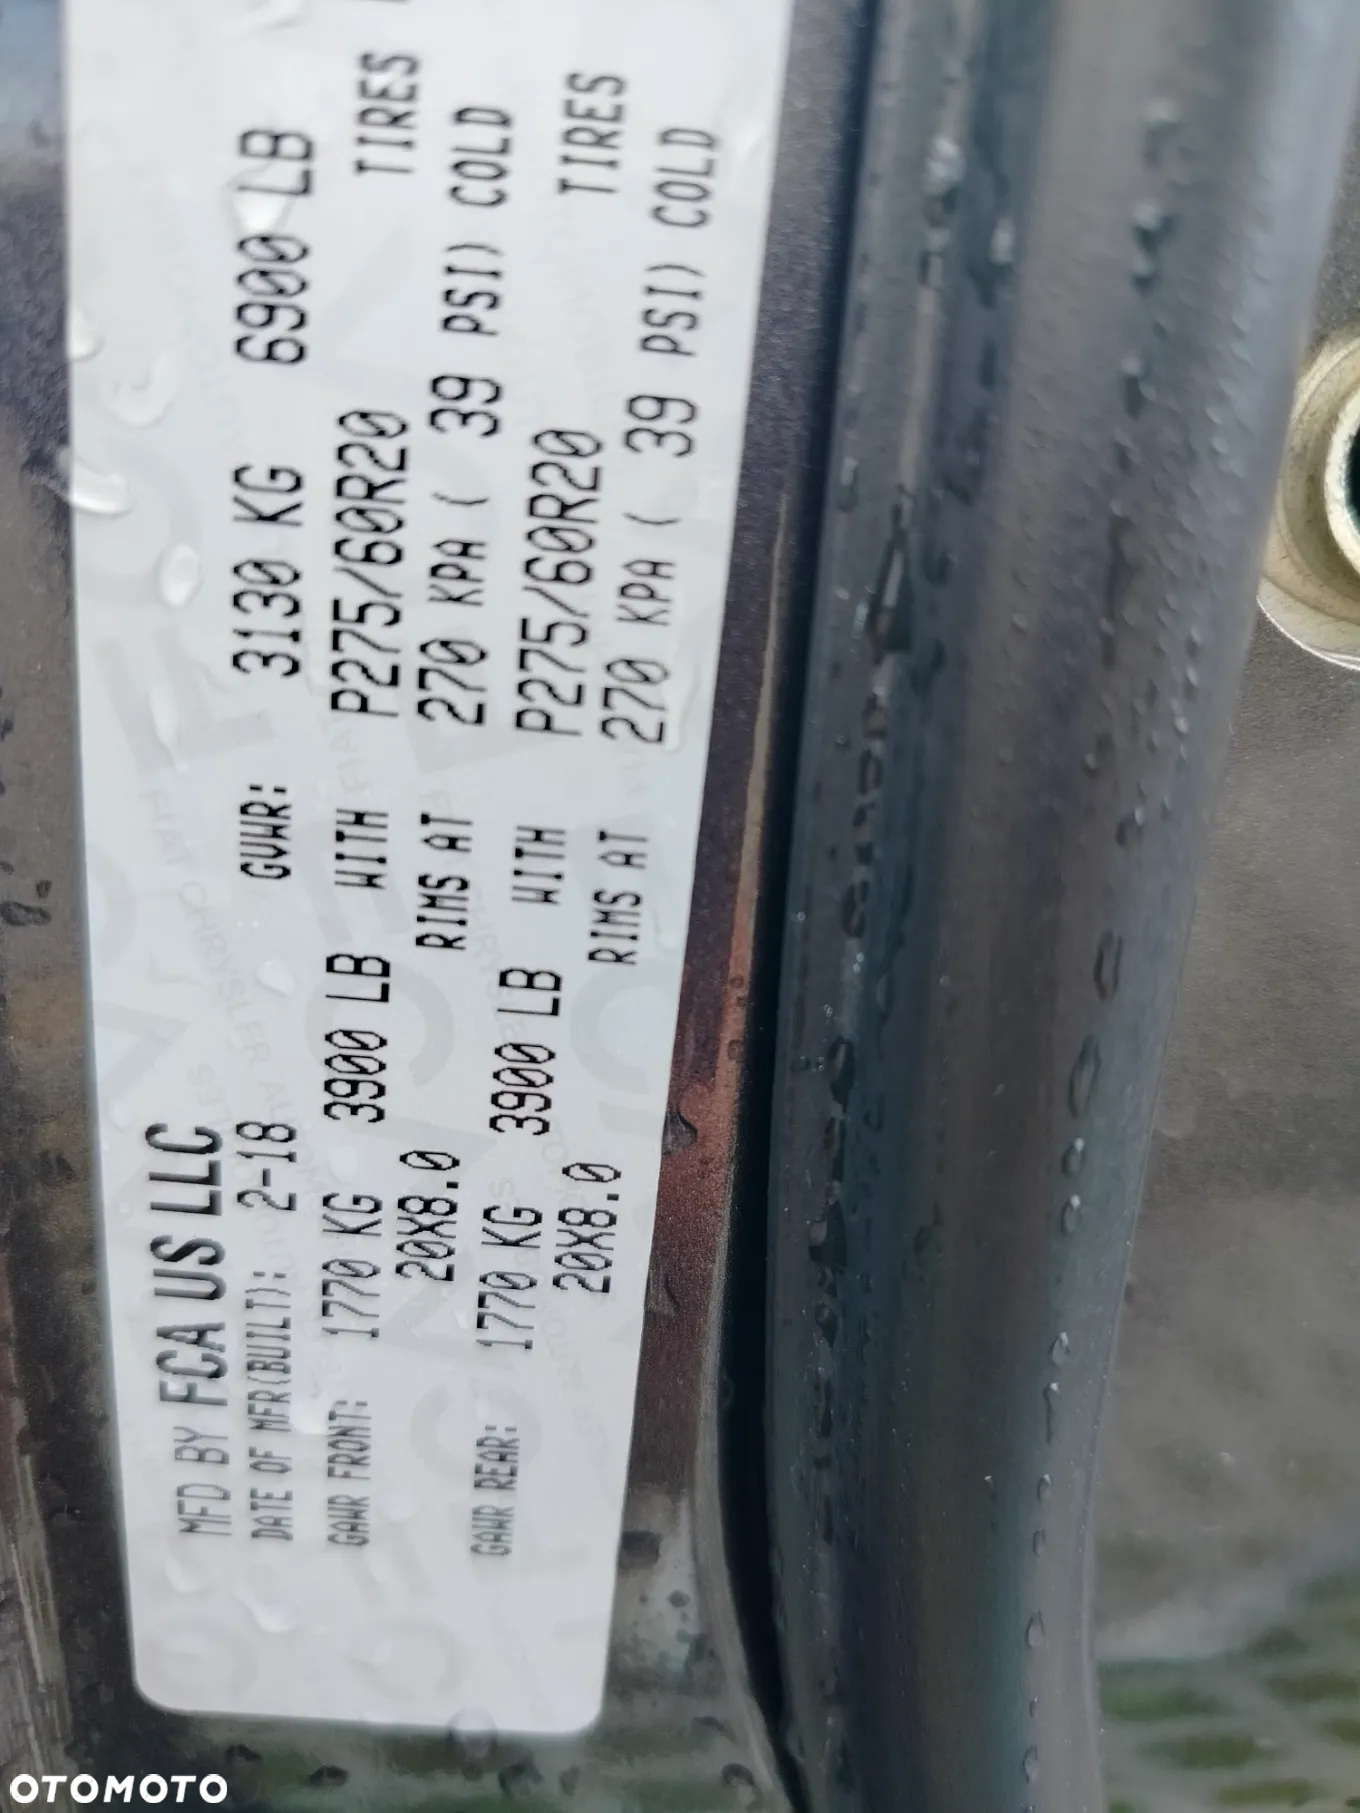 MFD BY FCA US LLC
DATE OF MFR(BUILT): 2-18 GVWR: 3130 KG 6900 LB
GAWR FRONT: 1770 KG 3900 LB WITH P275/60R20 TIRES
20X8.0 RIMS AT 270 KPA ( 39 PSI) COLD
GAWR REAR: 1770 KG 3900 LB WITH P275/60R20 TIRES
20X8.0 RIMS AT 270 KPA ( 39 PSI) COLD
OTOMOTO